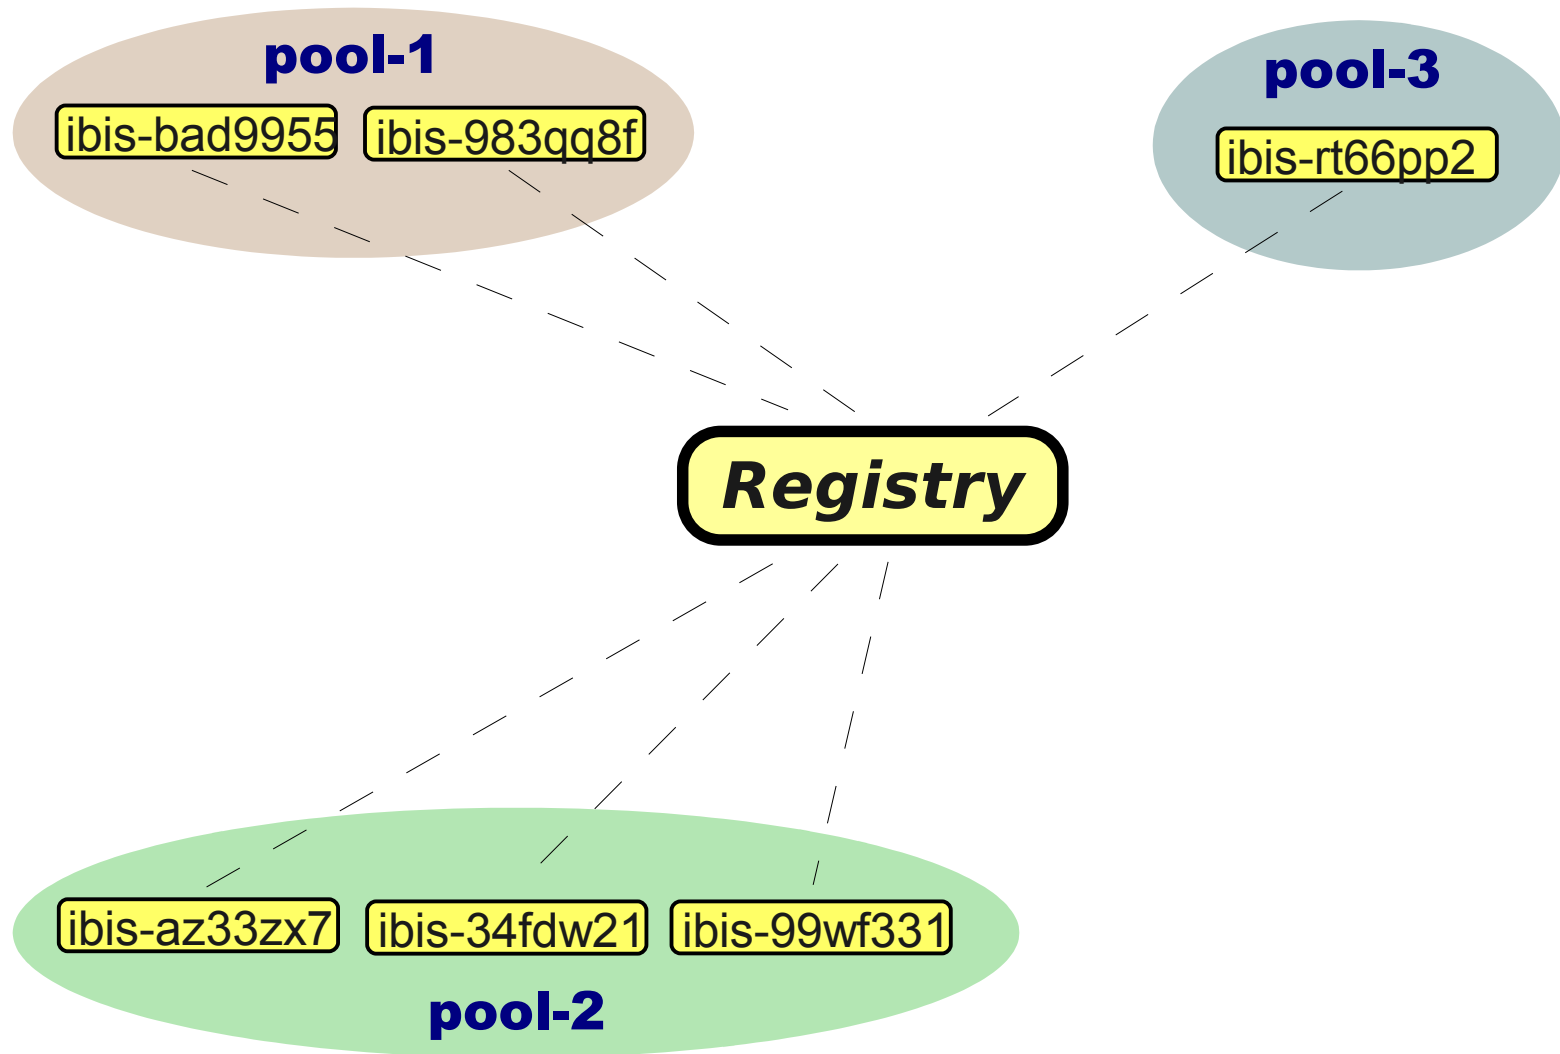 pool-1
ibis-bad9955
ibis-983qq8f
pool-3
ibis-rt66pp2
Registry
ibis-az33zx7
ibis-34fdw21
ibis-99wf331
pool-2